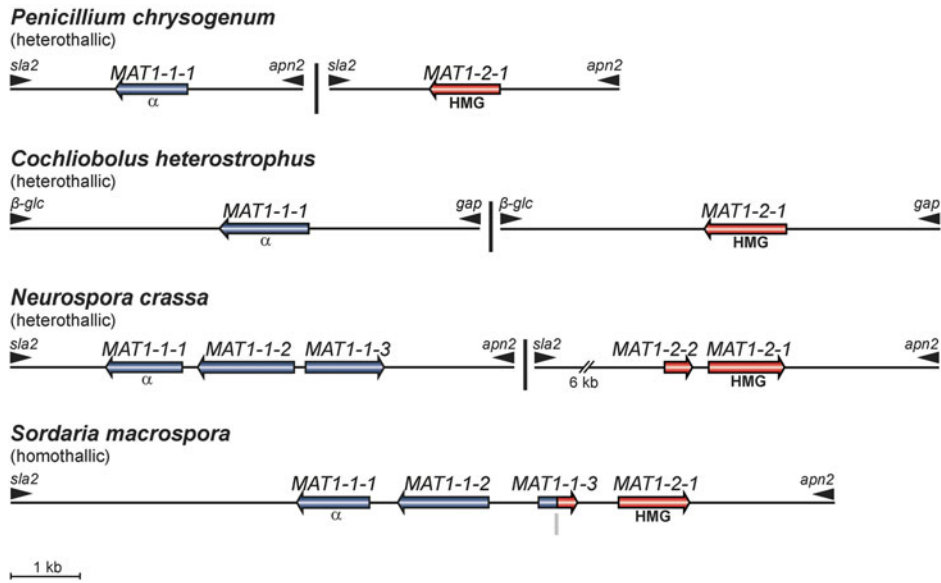 Penicillium chrysogenum
(heterothallic)
sla2 MAT1-1-1 apn2 sla2 MAT1-2-1 apn2
α HMG
Cochliobolus heterostrophus
(heterothallic)
β-glc MAT1-1-1 gap β-glc MAT1-2-1 gap
α HMG
Neurospora crassa
(heterothallic)
sla2 MAT1-1-1 MAT1-1-2 MAT1-1-3 apn2 sla2 MAT1-2-2 MAT1-2-1 apn2
α 6 kb HMG
Sordaria macrospora
(homothallic)
sla2 MAT1-1-1 MAT1-1-2 MAT1-1-3 MAT1-2-1 apn2
α HMG
1 kb